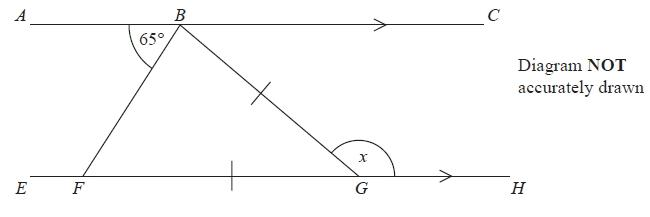 A B C
65°
Diagram NOT
accurately drawn
x
E F G H